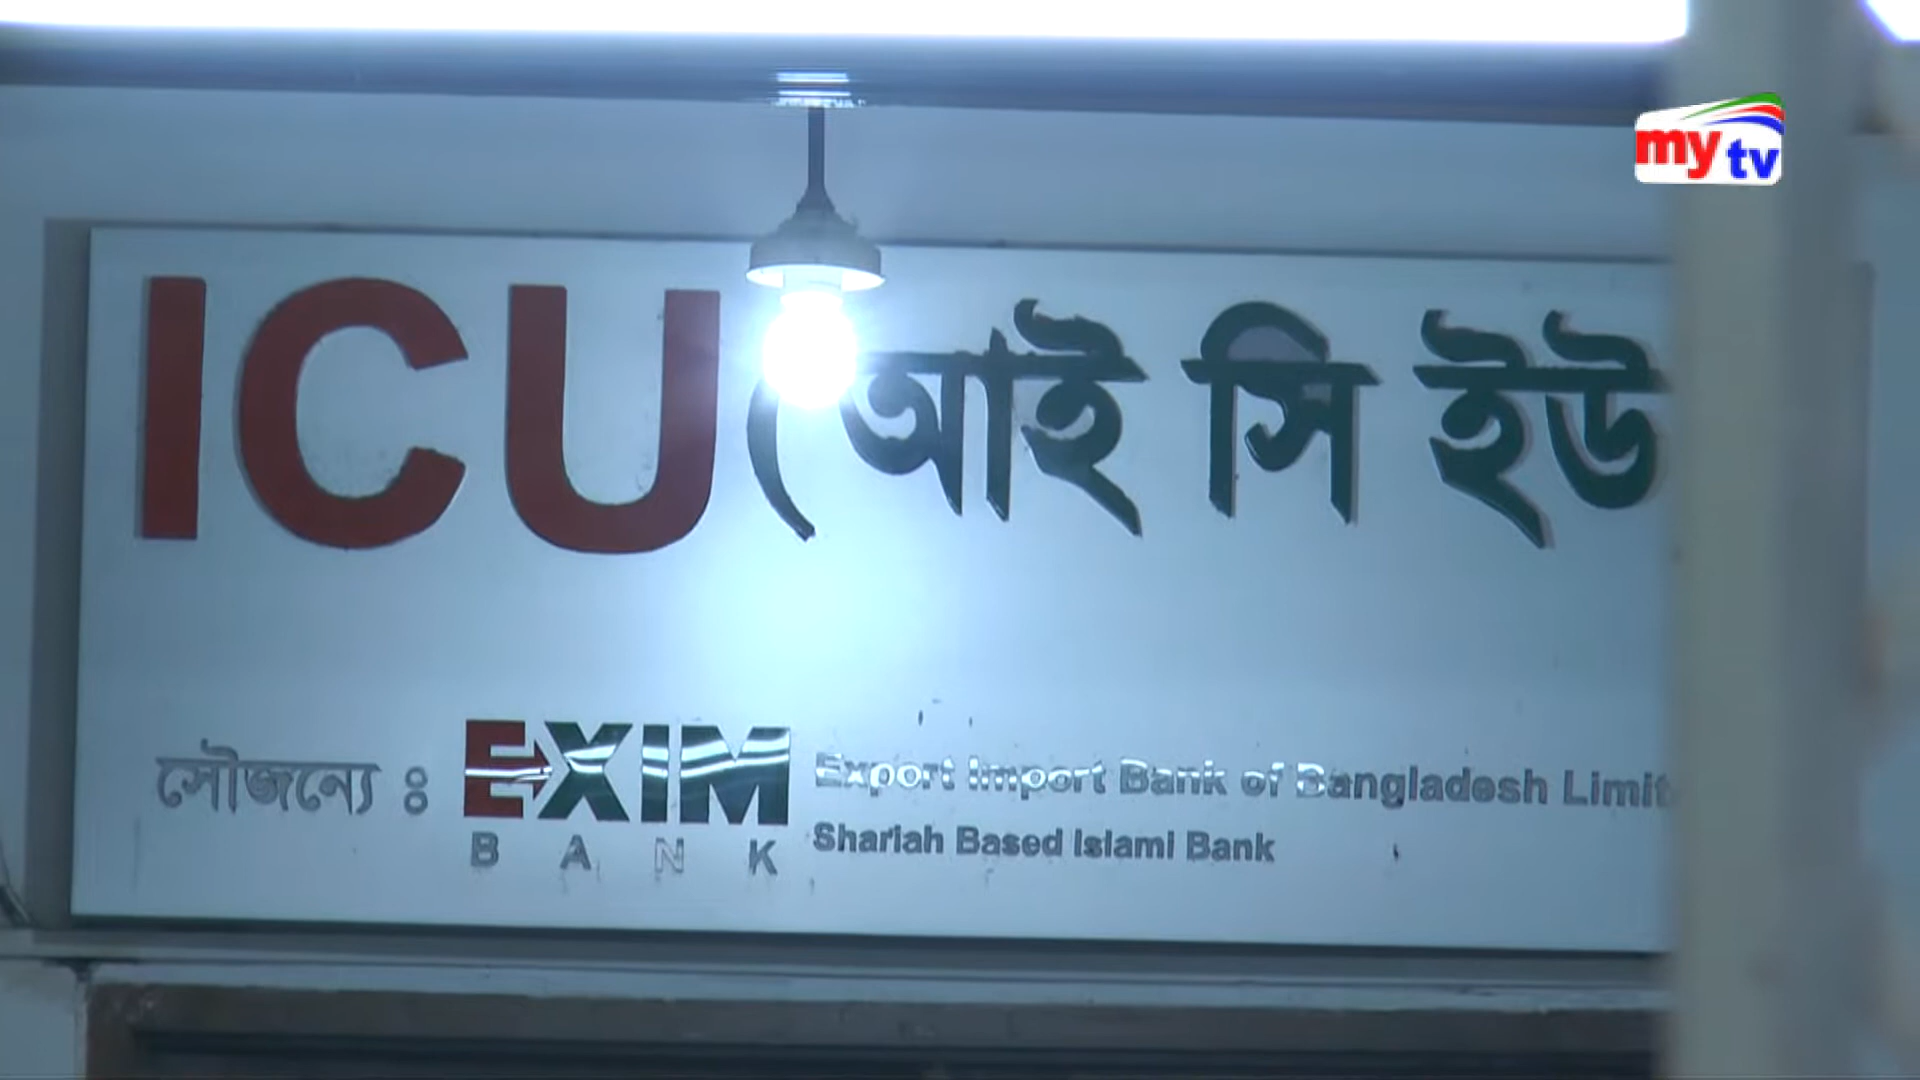 my tv
ICU (আই সি ইউ
সৌজন্যে ঃ EXIM BANK
Export Import Bank of Bangladesh
Shariah Based Islami Bank